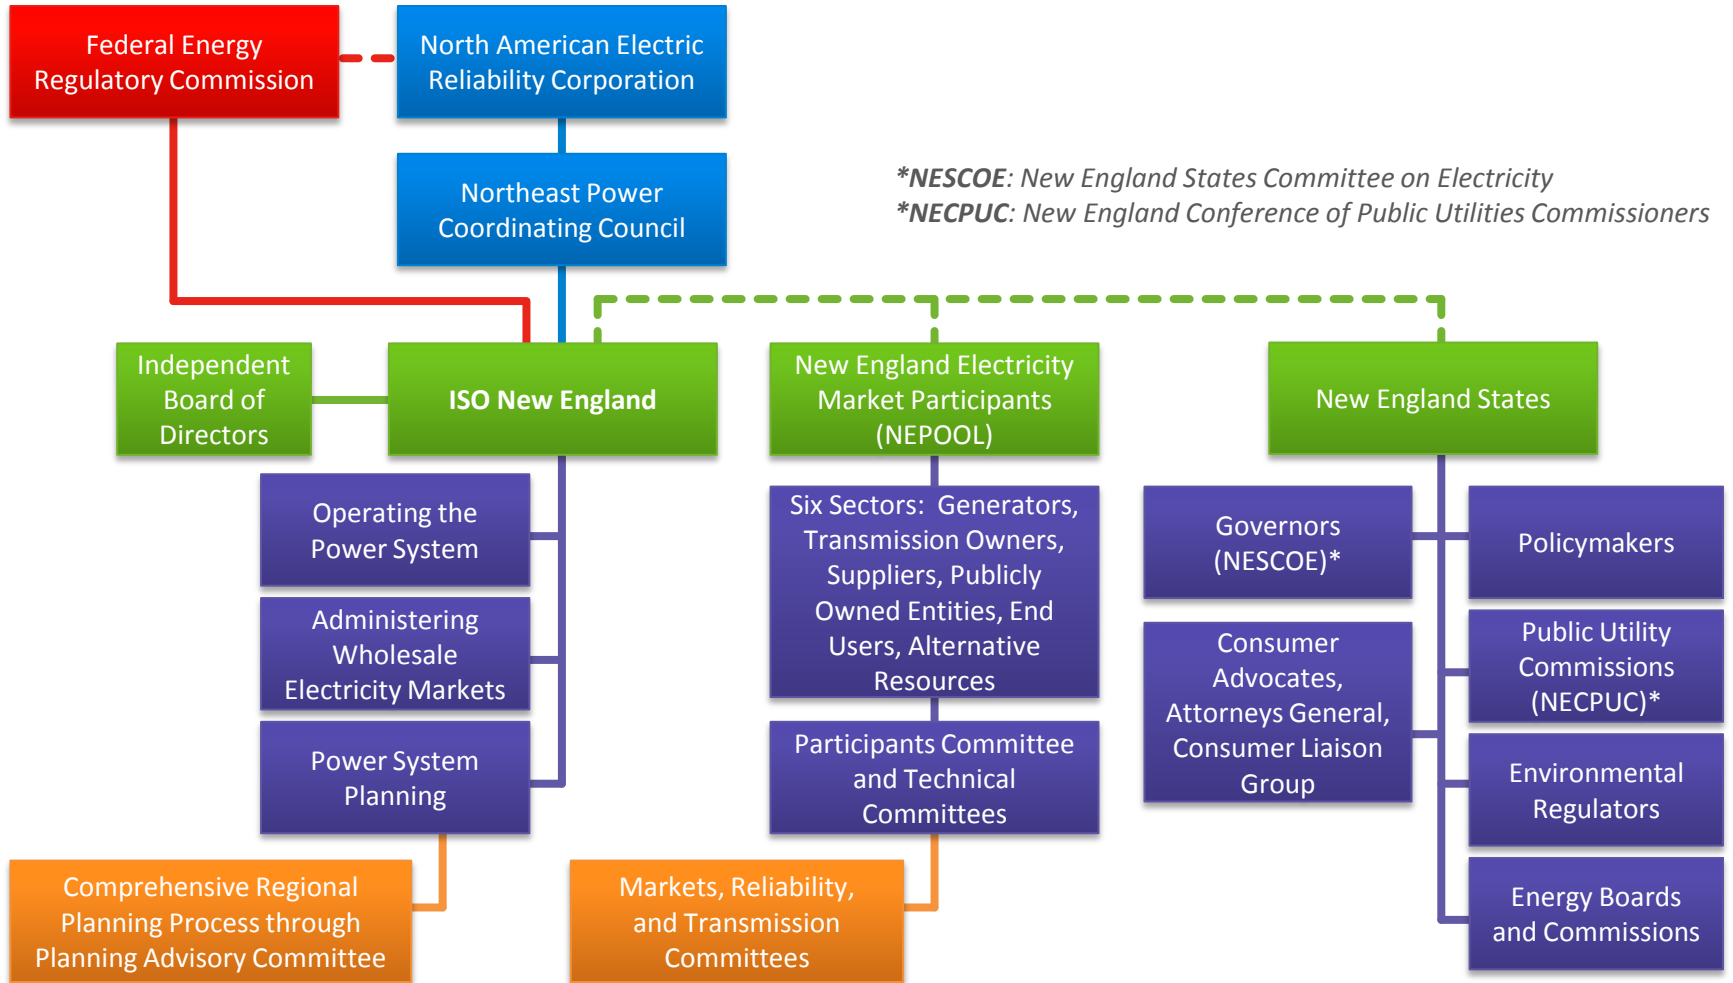 Federal Energy
Regulatory Commission
North American Electric
Reliability Corporation
Northeast Power
Coordinating Council
*NESCOE: New England States Committee on Electricity
*NECPUC: New England Conference of Public Utilities Commissioners
Independent
Board of
Directors
ISO New England
New England Electricity
Market Participants
(NEPOOL)
New England States
Operating the
Power System
Administering
Wholesale
Electricity Markets
Power System
Planning
Comprehensive Regional
Planning Process through
Planning Advisory Committee
Six Sectors:  Generators,
Transmission Owners,
Suppliers, Publicly
Owned Entities, End
Users, Alternative
Resources
Participants Committee
and Technical
Committees
Markets, Reliability,
and Transmission
Committees
Governors
(NESCOE)*
Consumer
Advocates,
Attorneys General,
Consumer Liaison
Group
Policymakers
Public Utility
Commissions
(NECPUC)*
Environmental
Regulators
Energy Boards
and Commissions